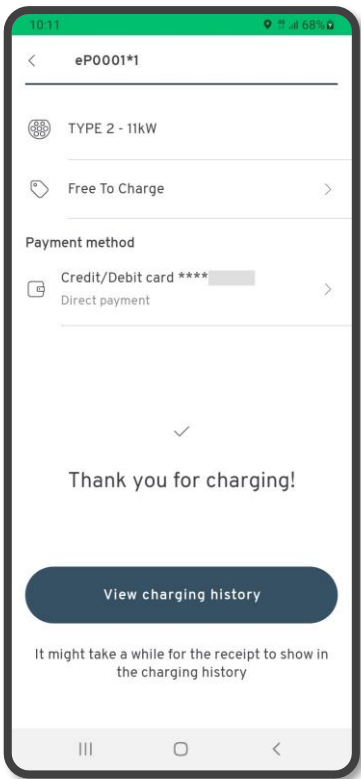 10:11 68%
eP0001*1
TYPE 2 - 11kW
Free To Charge
Payment method
Credit/Debit card ****
Direct payment
Thank you for charging!
View charging history
It might take a while for the receipt to show in
the charging history